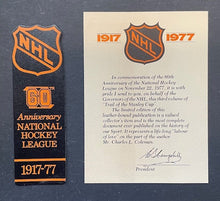 NHL
60TH
Anniversary
NATIONAL
HOCKEY
LEAGUE
1917-77
1917 NHL 1977
In commemoration of the 60th
Anniversary of the National Hockey
League on November 22, 1977, it is with
pride I send to you, on behalf of the
Governors of the NHL, the third volume of
"Trail of the Stanley Cup".
The limited edition of this
leather-bound publication is a valued
collector's item and the most complete
document ever published on the history of
our Sport. It represents a life long "labour
of love", on the part of the author
Mr. Charles L. Coleman.
President